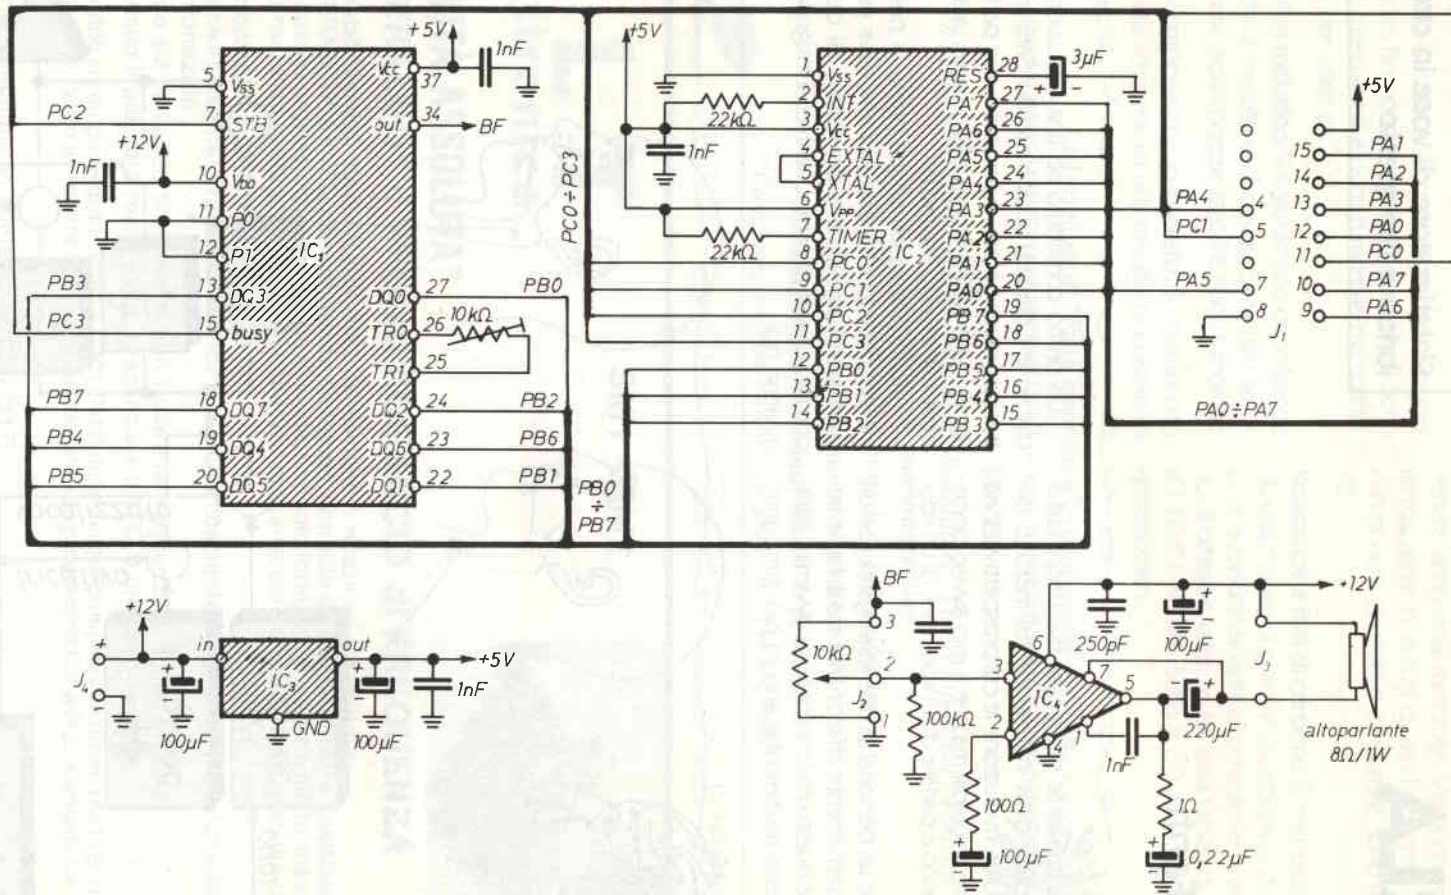 +5V
1nF
5
Vss
Vcc
37
PC2
7
STB
out
34
BF
+12V
1nF
10
VDD
11
P0
12
P1
IC1
PB3
13
DQ3
DQ0
27
PB0
PC3
15
busy
TR0
26
10kΩ
TR1
25
PB7
18
DQ7
DQ2
24
PB2
PB4
19
DQ4
DQ6
23
PB6
PB5
20
DQ5
DQ1
22
PB1
PB0
÷
PB7
PC0÷PC3
+5V
1
Vss
RES
28
3µF
+ -
2
INT
PA7
27
22kΩ
3
Vcc
PA6
26
1nF
4
EXTAL
PA5
25
5
XTAL
PA4
24
6
Vpp
PA3
23
7
TIMER
PA2
22
22kΩ
IC2
8
PC0
PA1
21
9
PC1
PA0
20
10
PC2
PB7
19
11
PC3
PB6
18
12
PB0
PB5
17
13
PB1
PB4
16
14
PB2
PB3
15
+5V
15
PA1
14
PA2
PA4
4
13
PA3
PC1
5
12
PA0
11
PC0
PA5
7
10
PA7
8
9
PA6
J1
PA0÷PA7
+12V
in
out
+5V
+
J4
-
+
-
100µF
IC3
GND
+
-
100µF
1nF
BF
3
10kΩ
2
J2
1
100kΩ
3
2
6
IC4
7
5
4
1
250pF
+
-
100µF
+12V
J3
- +
220µF
1nF
altoparlante
8Ω/1W
100Ω
+
-
100µF
1Ω
+
-
0,22µF